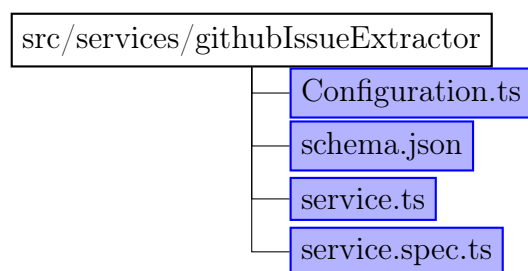 src/services/githubIssueExtractor
Configuration.ts
schema.json
service.ts
service.spec.ts